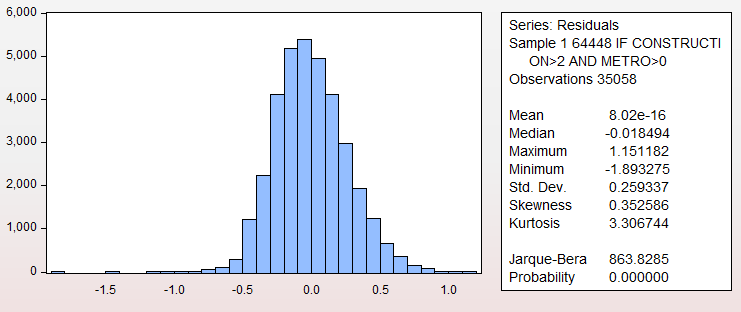 6,000
5,000
4,000
3,000
2,000
1,000
0
-1.5 -1.0 -0.5 0.0 0.5 1.0
Series: Residuals
Sample 1 64448 IF CONSTRUCTI
ON>2 AND METRO>0
Observations 35058
Mean 8.02e-16
Median -0.018494
Maximum 1.151182
Minimum -1.893275
Std. Dev. 0.259337
Skewness 0.352586
Kurtosis 3.306744
Jarque-Bera 863.8285
Probability 0.000000